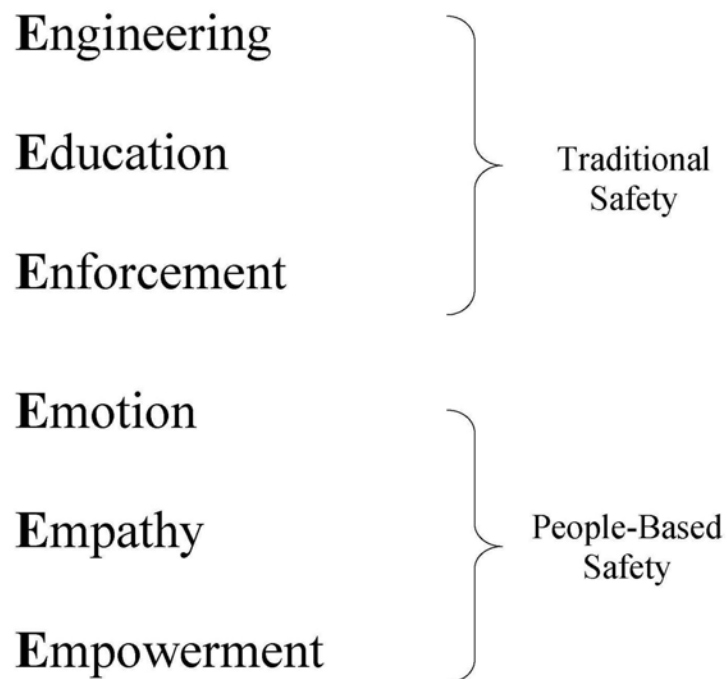 Engineering
Education
Enforcement
Traditional
Safety
Emotion
Empathy
Empowerment
People-Based
Safety